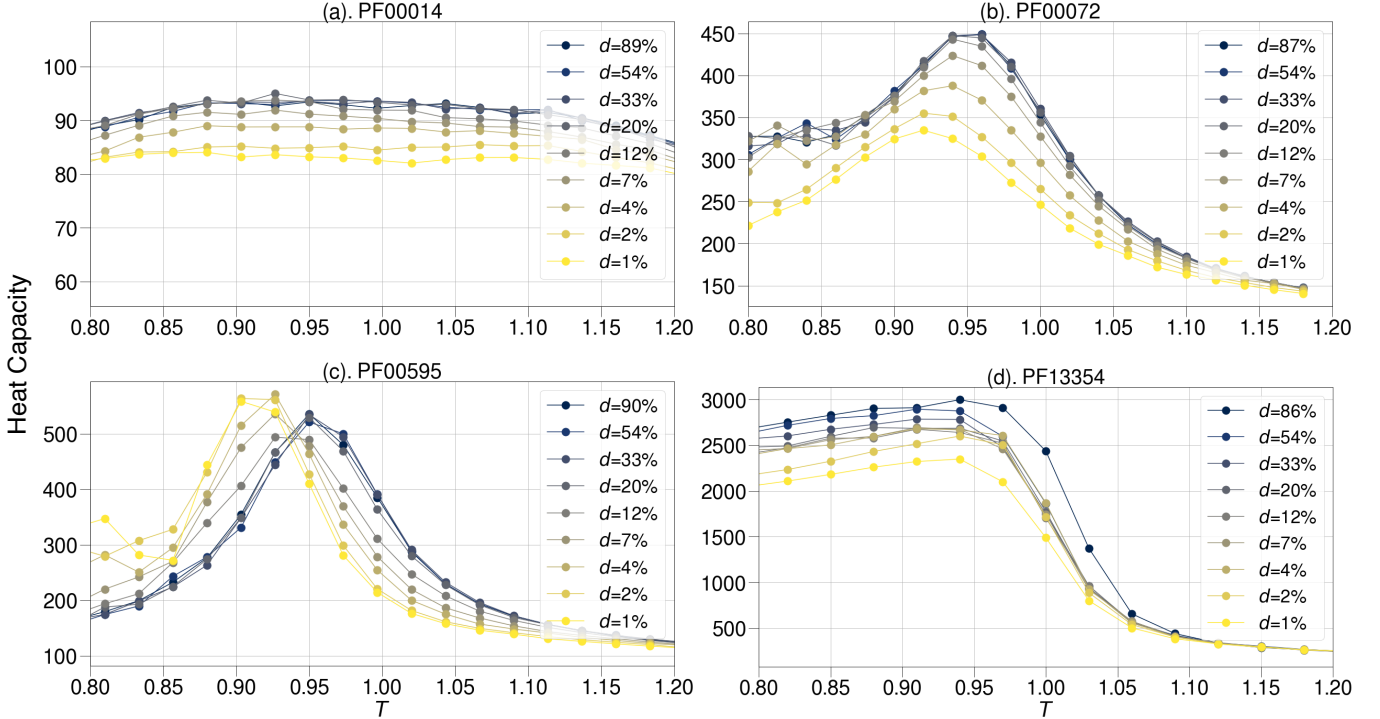 (a). PF00014
100
90
80
70
60
0.80 0.85 0.90 0.95 1.00 1.05 1.10 1.15 1.20
d=89%
d=54%
d=33%
d=20%
d=12%
d=7%
d=4%
d=2%
d=1%
(b). PF00072
450
400
350
300
250
200
150
0.80 0.85 0.90 0.95 1.00 1.05 1.10 1.15 1.20
d=87%
d=54%
d=33%
d=20%
d=12%
d=7%
d=4%
d=2%
d=1%
Heat Capacity
(c). PF00595
500
400
300
200
100
0.80 0.85 0.90 0.95 1.00 1.05 1.10 1.15 1.20
T
d=90%
d=54%
d=33%
d=20%
d=12%
d=7%
d=4%
d=2%
d=1%
(d). PF13354
3000
2500
2000
1500
1000
500
0.80 0.85 0.90 0.95 1.00 1.05 1.10 1.15 1.20
T
d=86%
d=54%
d=33%
d=20%
d=12%
d=7%
d=4%
d=2%
d=1%